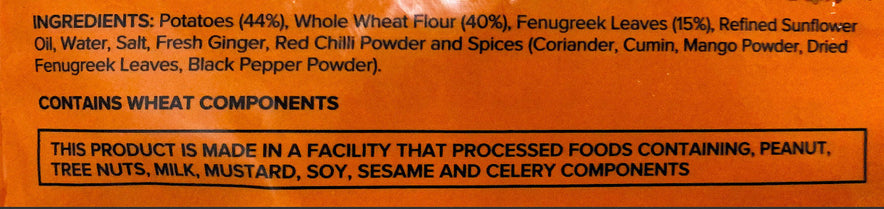 INGREDIENTS: Potatoes (44%), Whole Wheat Flour (40%), Fenugreek Leaves (15%), Refined Sunflower
Oil, Water, Salt, Fresh Ginger, Red Chilli Powder and Spices (Coriander, Cumin, Mango Powder, Dried
Fenugreek Leaves, Black Pepper Powder).
CONTAINS WHEAT COMPONENTS
THIS PRODUCT IS MADE IN A FACILITY THAT PROCESSED FOODS CONTAINING, PEANUT,
TREE NUTS, MILK, MUSTARD, SOY, SESAME AND CELERY COMPONENTS